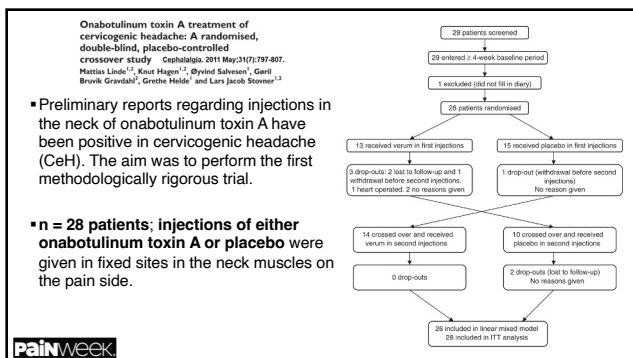 Onabotulinum toxin A treatment of
cervicogenic headache: A randomised,
double-blind, placebo-controlled
crossover study Cephalalgia. 2011 May;31(7):797-807.
Mattias Linde1,2, Knut Hagen1,2, Øyvind Salvesen1, Gøril
Bruvik Gravdahl2, Grethe Helde1 and Lars Jacob Stovner1,2
▪ Preliminary reports regarding injections in
the neck of onabotulinum toxin A have
been positive in cervicogenic headache
(CeH). The aim was to perform the first
methodologically rigorous trial.
▪ n = 28 patients; injections of either
onabotulinum toxin A or placebo were
given in fixed sites in the neck muscles on
the pain side.
PAINWEEK.
29 patients screened
29 entered ≥ 4-week baseline period
1 excluded (did not fill in diary)
28 patients randomised
13 received verum in first injections
15 received placebo in first injections
3 drop-outs: 2 lost to follow-up and 1
withdrawal before second injections.
1 heart operated. 2 no reasons given
1 drop-out (withdrawal before second
injections)
No reason given
14 crossed over and received
verum in second injections
10 crossed over and received
placebo in second injections
0 drop-outs
2 drop-outs (lost to follow-up)
No reasons given
26 included in linear mixed model
28 included in ITT analysis